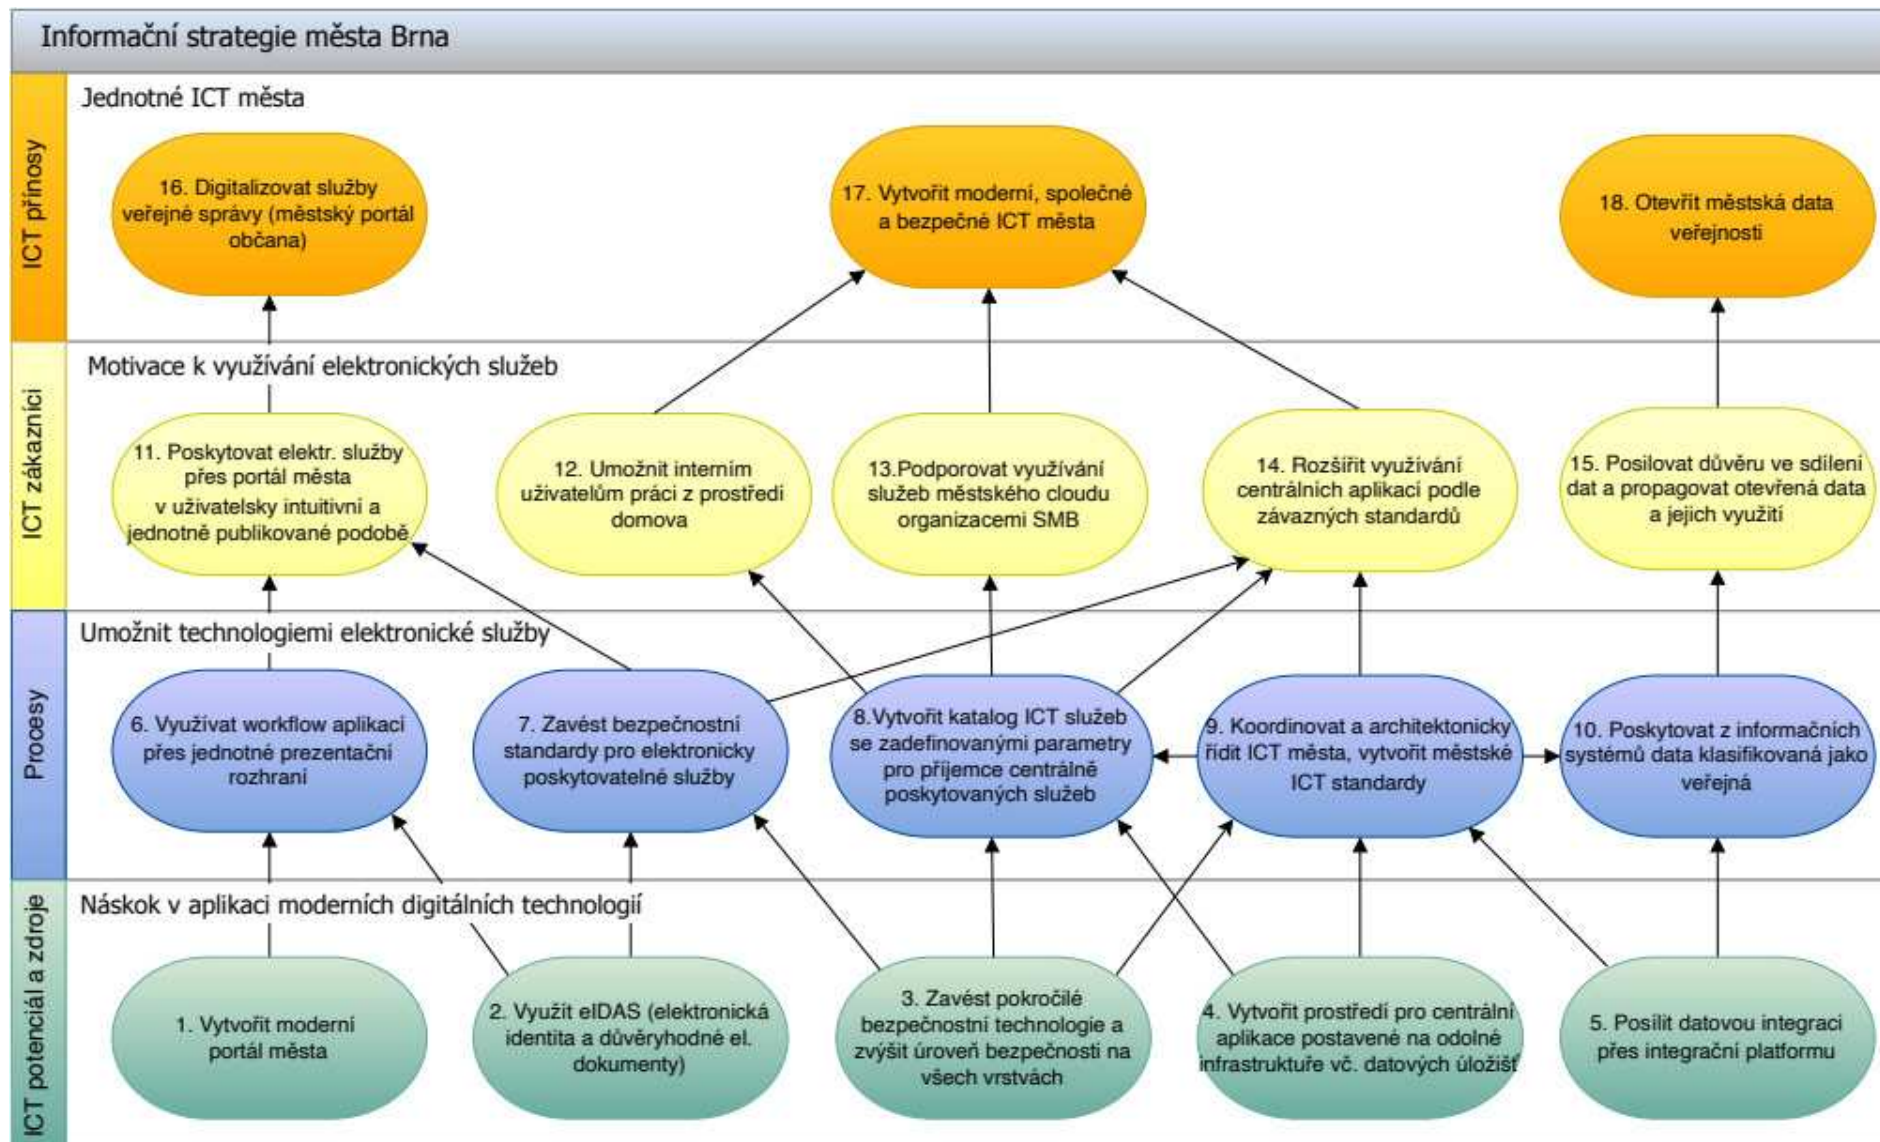 Informační strategie města Brna
ICT přínosy
Jednotné ICT města
16. Digitalizovat služby
veřejné správy (městský portál
občana)
17. Vytvořit moderní, společné
a bezpečné ICT města
18. Otevřít městská data
veřejnosti
ICT zákazníci
Motivace k využívání elektronických služeb
11. Poskytovat elektr. služby
přes portál města
v uživatelsky intuitivní a
jednotně publikované podobě
12. Umožnit interním
uživatelům práci z prostředí
domova
13.Podporovat využívání
služeb městského cloudu
organizacemi SMB
14. Rozšířit využívání
centrálních aplikací podle
závazných standardů
15. Posilovat důvěru ve sdílení
dat a propagovat otevřená data
a jejich využití
Procesy
Umožnit technologiemi elektronické služby
6. Využívat workflow aplikací
přes jednotné prezentační
rozhraní
7. Zavést bezpečnostní
standardy pro elektronicky
poskytovatelné služby
8.Vytvořit katalog ICT služeb
se zadefinovanými parametry
pro příjemce centrálně
poskytovaných služeb
9. Koordinovat a architektonicky
řídit ICT města, vytvořit městské
ICT standardy
10. Poskytovat z informačních
systémů data klasifikovaná jako
veřejná
ICT potenciál a zdroje
Náskok v aplikaci moderních digitálních technologií
1. Vytvořit moderní
portál města
2. Využít eIDAS (elektronická
identita a důvěryhodné el.
dokumenty)
3. Zavést pokročilé
bezpečnostní technologie a
zvýšit úroveň bezpečnosti na
všech vrstvách
4. Vytvořit prostředí pro centrální
aplikace postavené na odolné
infrastruktuře vč. datových úložišť
5. Posílit datovou integraci
přes integrační platformu